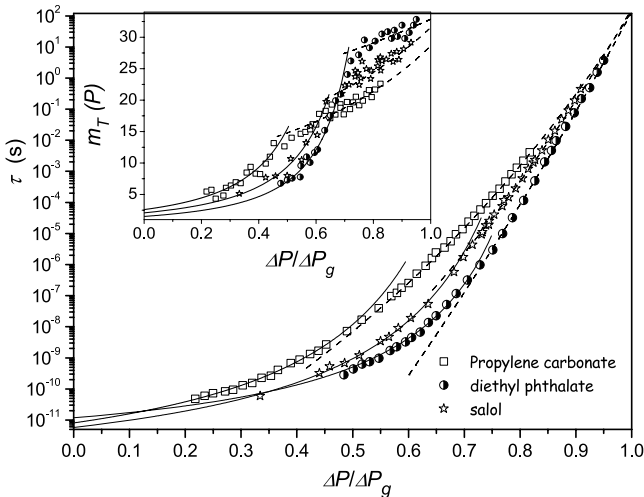 10²
10¹
10⁰
10⁻¹
10⁻²
10⁻³
10⁻⁴
10⁻⁵
10⁻⁶
10⁻⁷
10⁻⁸
10⁻⁹
10⁻¹⁰
10⁻¹¹
τ (s)
30
25
20
15
10
5
m_T (P)
0.0 0.2 0.4 0.6 0.8 1.0
ΔP/ΔP_g
Propylene carbonate
diethyl phthalate
salol
0.0 0.1 0.2 0.3 0.4 0.5 0.6 0.7 0.8 0.9 1.0
ΔP/ΔP_g